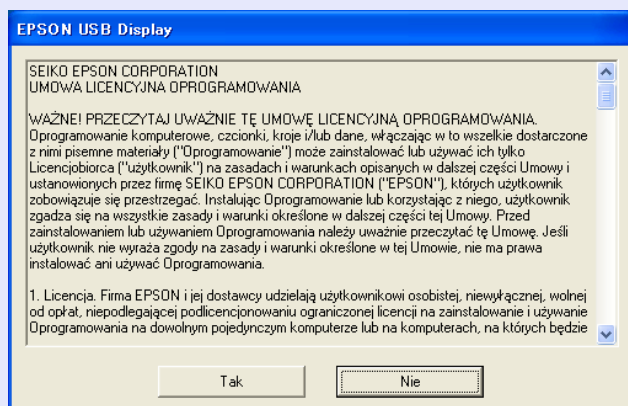 EPSON USB Display
SEIKO EPSON CORPORATION
UMOWA LICENCYJNA OPROGRAMOWANIA
WAŻNE! PRZECZYTAJ UWAŻNIE TĘ UMOWĘ LICENCYJNĄ OPROGRAMOWANIA.
Oprogramowanie komputerowe, czcionki, kroje i/lub dane, włączając w to wszelkie dostarczone
z nimi pisemne materiały ("Oprogramowanie") może zainstalować lub używać ich tylko
Licencjobiorca ("użytkownik") na zasadach i warunkach opisanych w dalszej części Umowy i
ustanowionych przez firmę SEIKO EPSON CORPORATION ("EPSON"), których użytkownik
zobowiązuje się przestrzegać. Instalując Oprogramowanie lub korzystając z niego, użytkownik
zgadza się na wszystkie zasady i warunki określone w dalszej części tej Umowy. Przed
zainstalowaniem lub używaniem Oprogramowania należy uważnie przeczytać tę Umowę. Jeśli
użytkownik nie wyraża zgody na zasady i warunki określone w tej Umowie, nie ma prawa
instalować ani używać Oprogramowania.
1. Licencja. Firma EPSON i jej dostawcy udzielają użytkownikowi osobistej, niewyłącznej, wolnej
od opłat, niepodlegającej podlicencjonowaniu ograniczonej licencji na zainstalowanie i używanie
Oprogramowania na dowolnym pojedynczym komputerze lub na komputerach, na których będzie
Tak
Nie